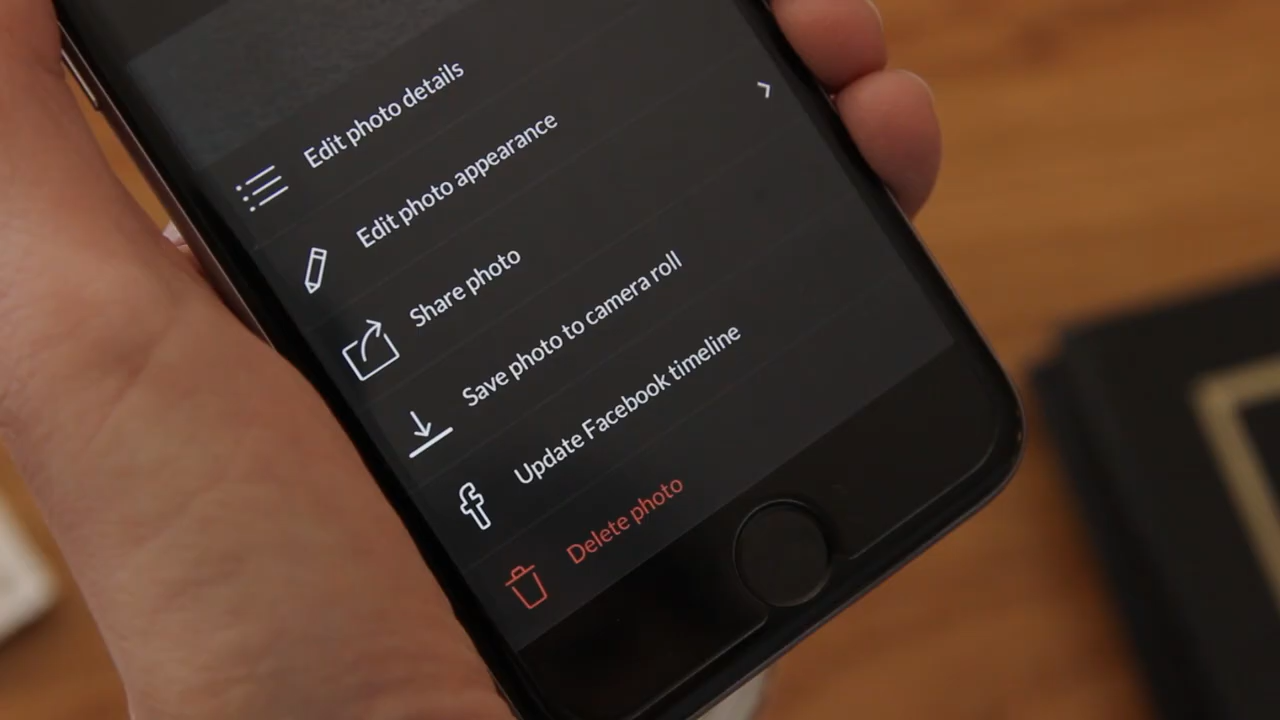 Edit photo details
Edit photo appearance
Share photo
Save photo to camera roll
Update Facebook timeline
Delete photo